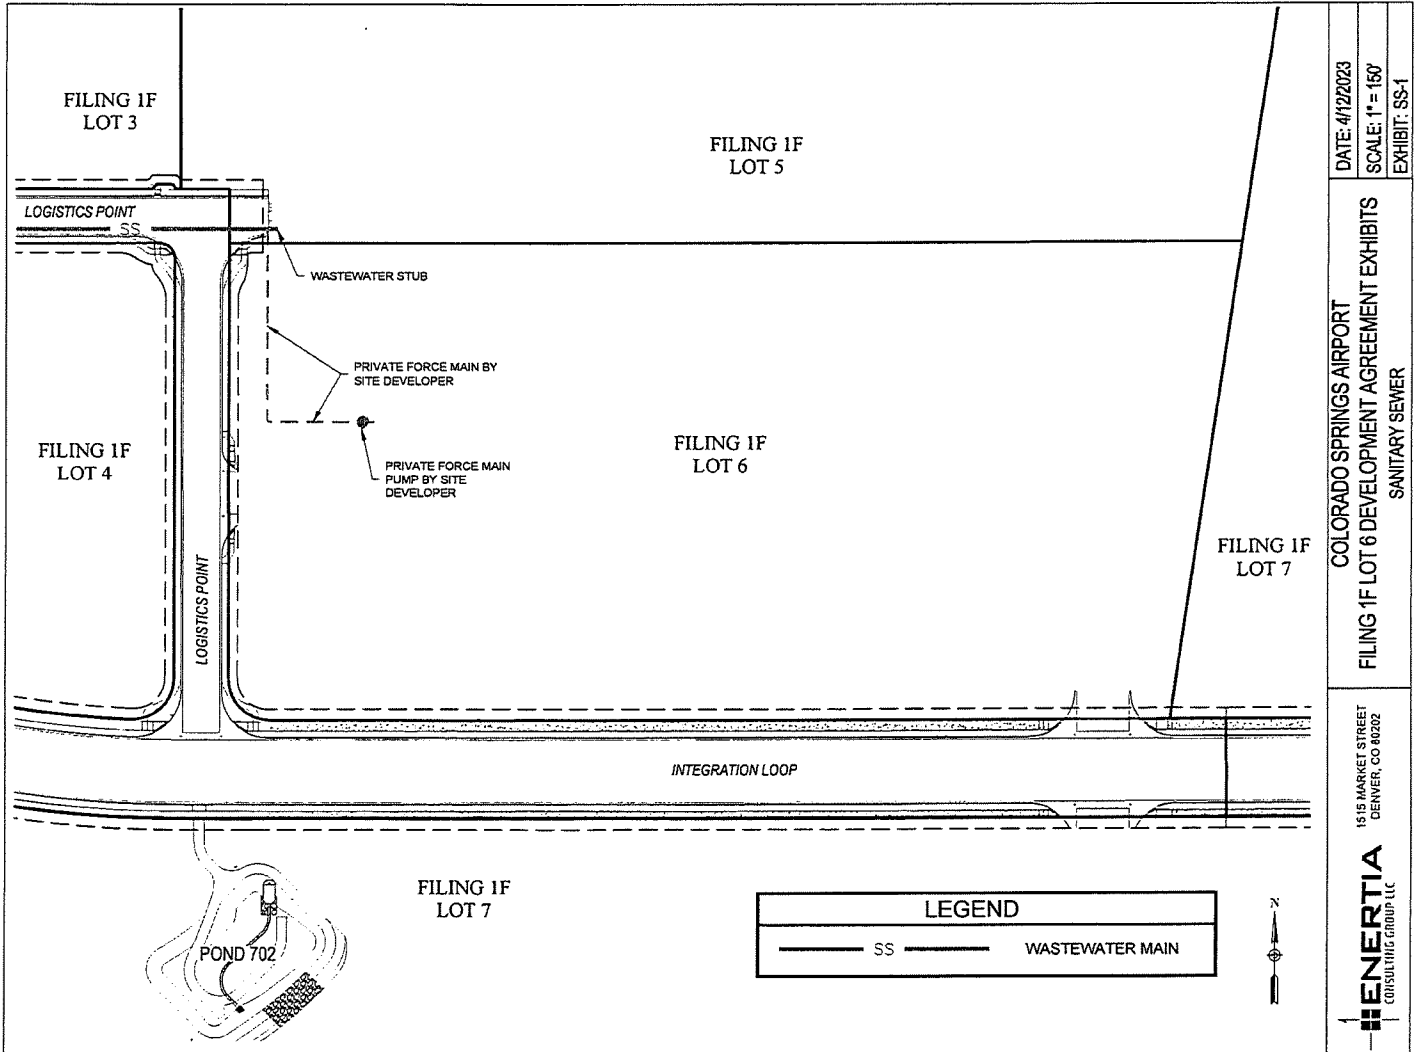 FILING 1F
LOT 3
FILING 1F
LOT 5
LOGISTICS POINT
SS
WASTEWATER STUB
PRIVATE FORCE MAIN BY
SITE DEVELOPER
FILING 1F
LOT 4
FILING 1F
LOT 6
PRIVATE FORCE MAIN
PUMP BY SITE
DEVELOPER
FILING 1F
LOT 7
LOGISTICS POINT
INTEGRATION LOOP
FILING 1F
LOT 7
POND 702
LEGEND
SS WASTEWATER MAIN
N
DATE: 4/12/2023
SCALE: 1" = 150'
EXHIBIT: SS-1
COLORADO SPRINGS AIRPORT
FILING 1F LOT 6 DEVELOPMENT AGREEMENT EXHIBITS
SANITARY SEWER
1515 MARKET STREET
DENVER, CO 80202
ENERTIA
CONSULTING GROUP LLC